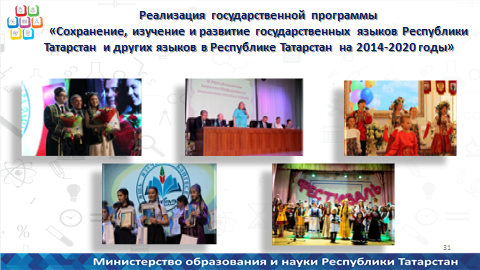 Реализация государственной программы
«Сохранение, изучение и развитие государственных языков Республики
Татарстан и других языков в Республике Татарстан на 2014-2020 годы»
ФЕСТИВАЛЬ
31
Министерство образования и науки Республики Татарстан